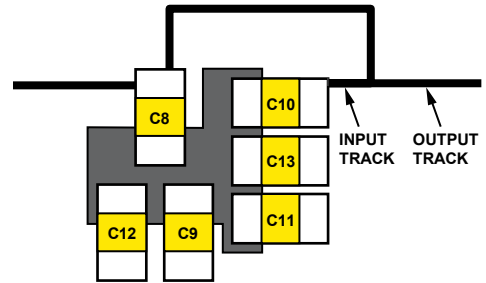 C8
C10
C13
C11
C12
C9
INPUT
TRACK
OUTPUT
TRACK